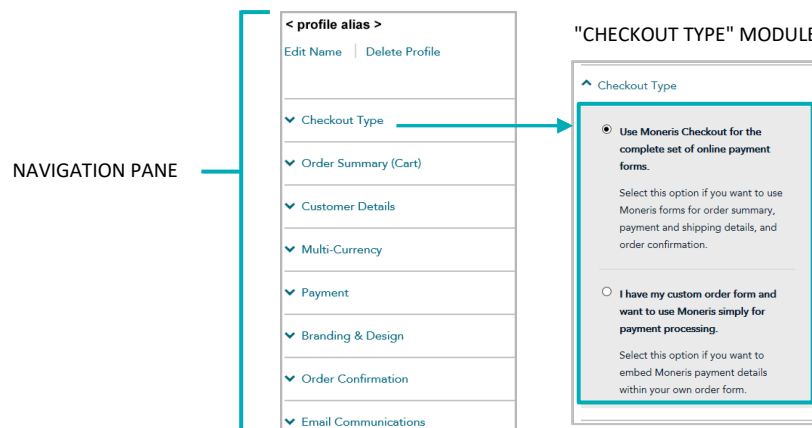 < profile alias >
Edit Name | Delete Profile
Checkout Type
Order Summary (Cart)
Customer Details
Multi-Currency
Payment
Branding & Design
Order Confirmation
Email Communications
NAVIGATION PANE
"CHECKOUT TYPE" MODULE
Checkout Type
Use Moneris Checkout for the
complete set of online payment
forms.
Select this option if you want to use
Moneris forms for order summary,
payment and shipping details, and
order confirmation.
I have my custom order form and
want to use Moneris simply for
payment processing.
Select this option if you want to
embed Moneris payment details
within your own order form.